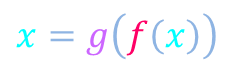 x = g(f(x))